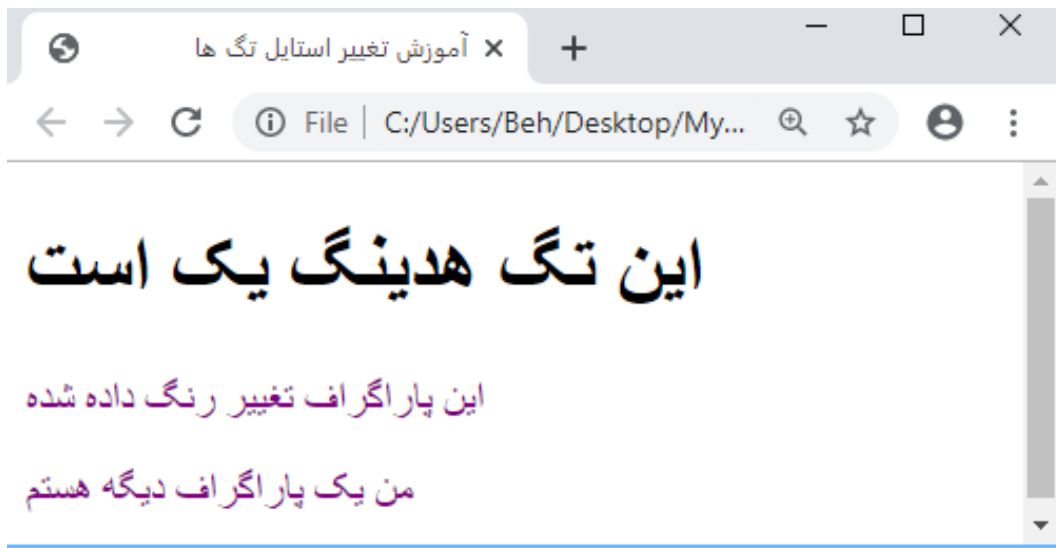 آموزش تغییر استایل تگ ها
File | C:/Users/Beh/Desktop/My...
این تگ هدینگ یک است
این پاراگراف تغییر رنگ داده شده
من یک پاراگراف دیگه هستم